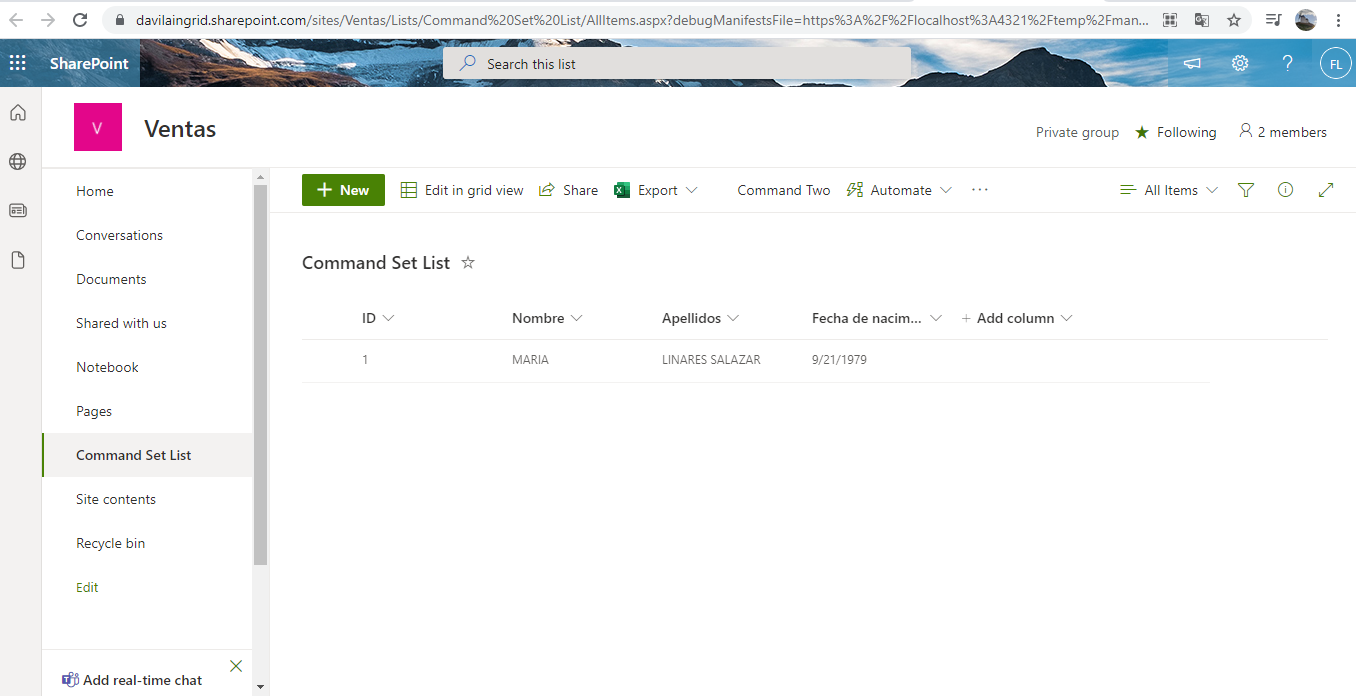 davilaingrid.sharepoint.com/sites/Ventas/Lists/Command%20Set%20List/AllItems.aspx?debugManifestsFile=https%3A%2F%2Flocalhost%3A4321%2Ftemp%2Fman...
SharePoint
Search this list
FL
V
Ventas
Private group
Following
2 members
Home
Conversations
Documents
Shared with us
Notebook
Pages
Command Set List
Site contents
Recycle bin
Edit
Add real-time chat
New
Edit in grid view
Share
Export
Command Two
Automate
...
All Items
Command Set List
ID Nombre Apellidos Fecha de nacim... + Add column
1 MARIA LINARES SALAZAR 9/21/1979